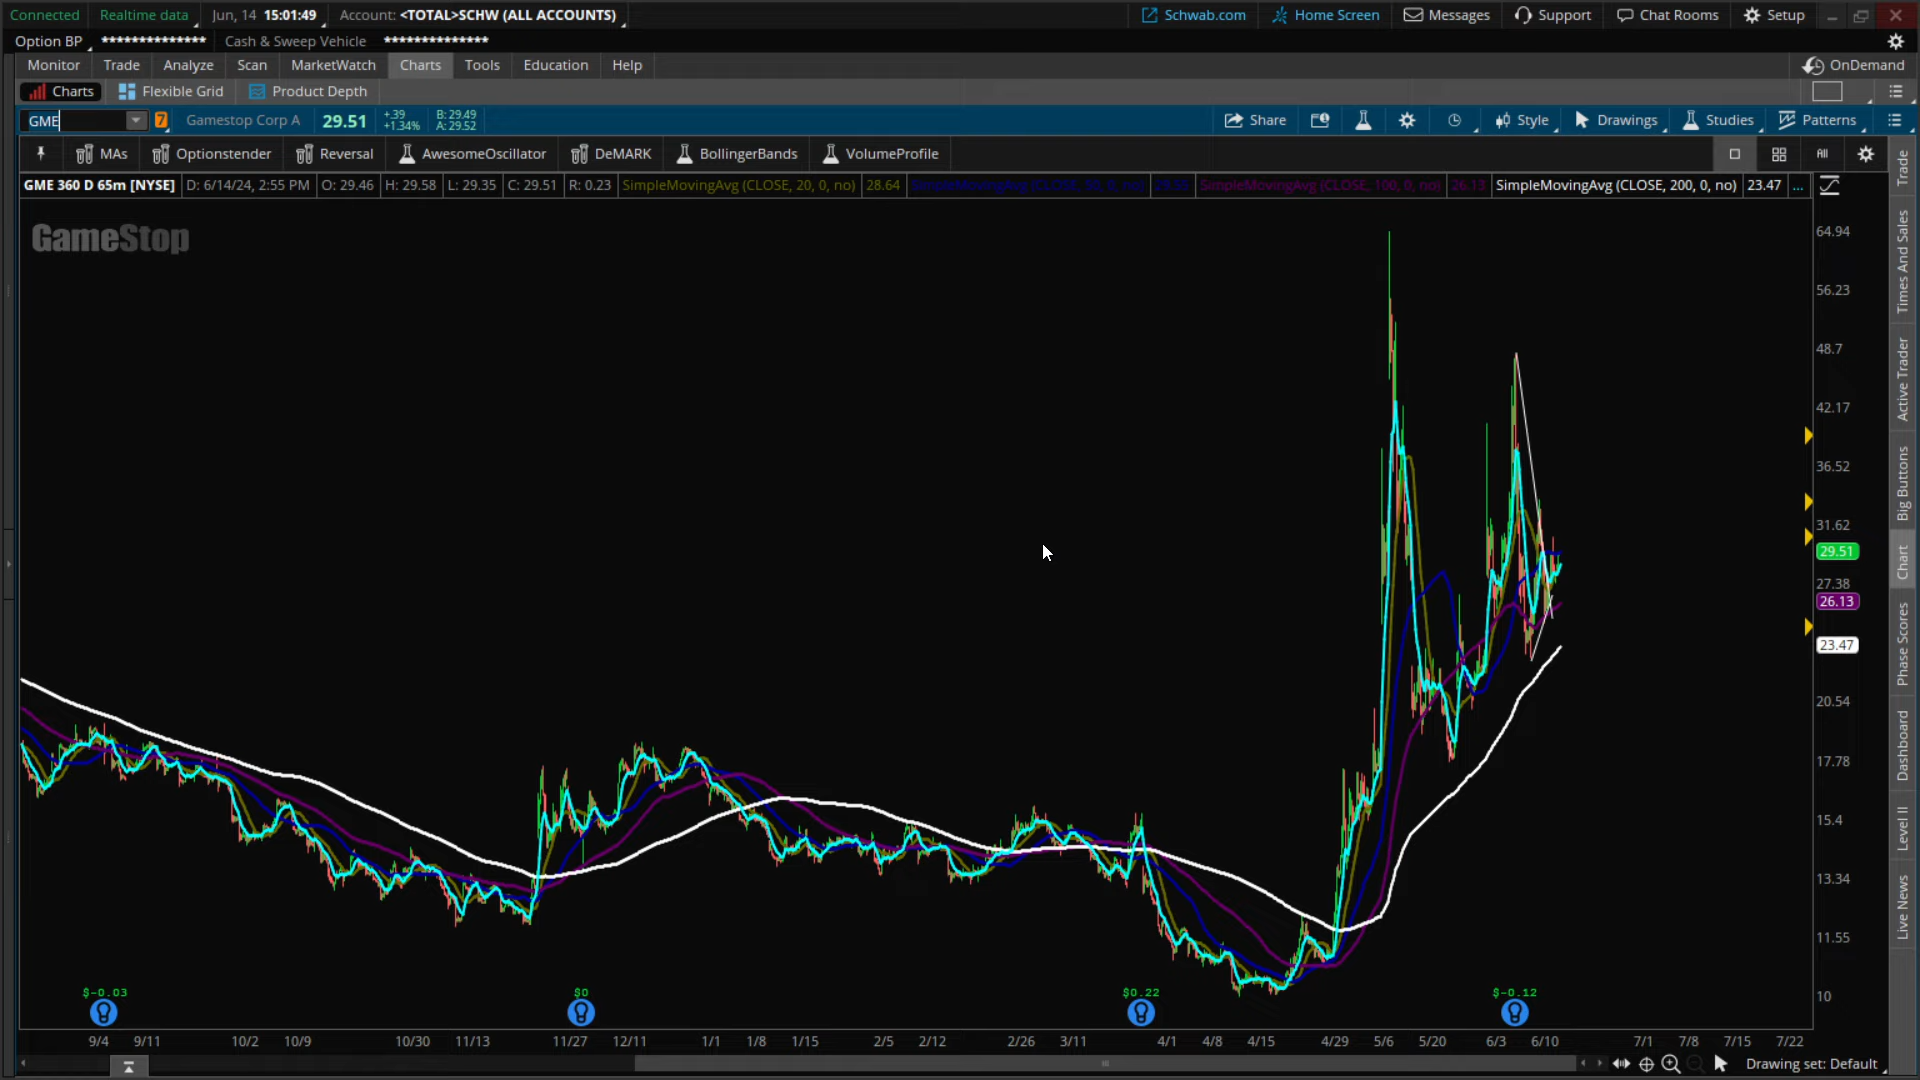 Connected Realtime data Jun, 14 15:01:49 Account: <TOTAL>SCHW (ALL ACCOUNTS) Schwab.com Home Screen Messages Support Chat Rooms Setup
Option BP ************** Cash & Sweep Vehicle **************
Monitor Trade Analyze Scan MarketWatch Charts Tools Education Help OnDemand
Charts Flexible Grid Product Depth
GME 7 Gamestop Corp A 29.51 +.39 B: 29.49 Share Style Drawings Studies Patterns
+1.34% A: 29.52
MAs Optionstender Reversal AwesomeOscillator DeMARK BollingerBands VolumeProfile All
GME 360 D 65m [NYSE] D: 6/14/24, 2:55 PM O: 29.46 H: 29.58 L: 29.35 C: 29.51 R: 0.23 SimpleMovingAvg (CLOSE, 20, 0, no) 28.64 SimpleMovingAvg (CLOSE, 100, 0, no) 26.13 SimpleMovingAvg (CLOSE, 200, 0, no) 23.47 ...
GameStop
64.94
56.23
48.7
42.17
36.52
31.62
29.51
27.38
26.13
23.47
20.54
17.78
15.4
13.34
11.55
10
$-0.03 $0 $0.22 $-0.12
9/4 9/11 10/2 10/9 10/30 11/13 11/27 12/11 1/1 1/8 1/15 2/5 2/12 2/26 3/11 4/1 4/8 4/15 4/29 5/6 5/20 6/3 6/10 7/1 7/8 7/15 7/22
Drawing set: Default
Trade
Times And Sales
Active Trader
Big Buttons
Chart
Phase Scores
Dashboard
Level II
Live News